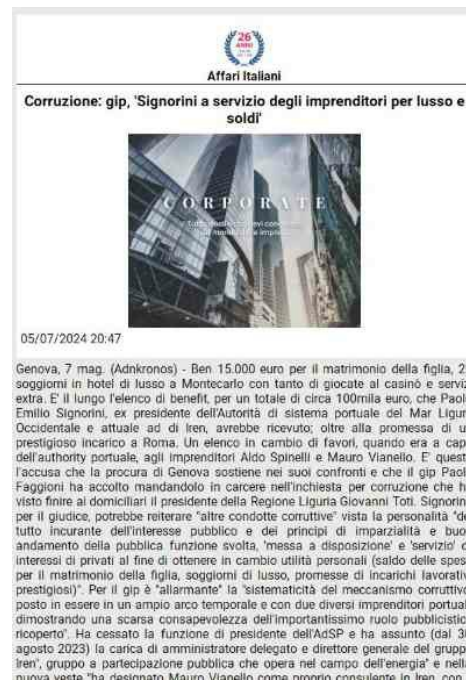 26
ANNI
Affari Italiani
Corruzione: gip, 'Signorini a servizio degli imprenditori per lusso e
soldi'
CORPORATE
05/07/2024 20:47
Genova, 7 mag. (Adnkronos) - Ben 15.000 euro per il matrimonio della figlia, 2
soggiorni in hotel di lusso a Montecarlo con tanto di giocate al casinò e serviz
extra. E' il lungo l'elenco di benefit, per un totale di circa 100mila euro, che Paol
Emilio Signorini, ex presidente dell'Autorità di sistema portuale del Mar Ligur
Occidentale e attuale ad di Iren, avrebbe ricevuto; oltre alla promessa di u
prestigioso incarico a Roma. Un elenco in cambio di favori, quando era a cap
dell'authority portuale, agli imprenditori Aldo Spinelli e Mauro Vianello. E' quest
l'accusa che la procura di Genova sostiene nei suoi confronti e che il gip Paol
Faggioni ha accolto mandandolo in carcere nell'inchiesta per corruzione che h
visto finire ai domiciliari il presidente della Regione Liguria Giovanni Toti. Signorin
per il giudice, potrebbe reiterare "altre condotte corruttive" vista la personalità "de
tutto incurante dell'interesse pubblico e dei principi di imparzialità e buo
andamento della pubblica funzione svolta, 'messa a disposizione' e 'servizio' d
interessi di privati al fine di ottenere in cambio utilità personali (saldo delle spes
per il matrimonio della figlia, soggiorni di lusso, promesse di incarichi lavorativ
prestigiosi)". Per il gip è "allarmante" la "sistematicità del meccanismo corruttivo
posto in essere in un ampio arco temporale e con due diversi imprenditori portual
dimostrando una scarsa consapevolezza dell'importantissimo ruolo pubblicistic
ricoperto". Ha cessato la funzione di presidente dell'AdSP e ha assunto (dal 30
agosto 2023) la carica di amministratore delegato e direttore generale del grupp
Iren', gruppo a partecipazione pubblica che opera nel campo dell'energia" e nell
nuova veste "ha designato Mauro Vianello come proprio consulente in Iren, con